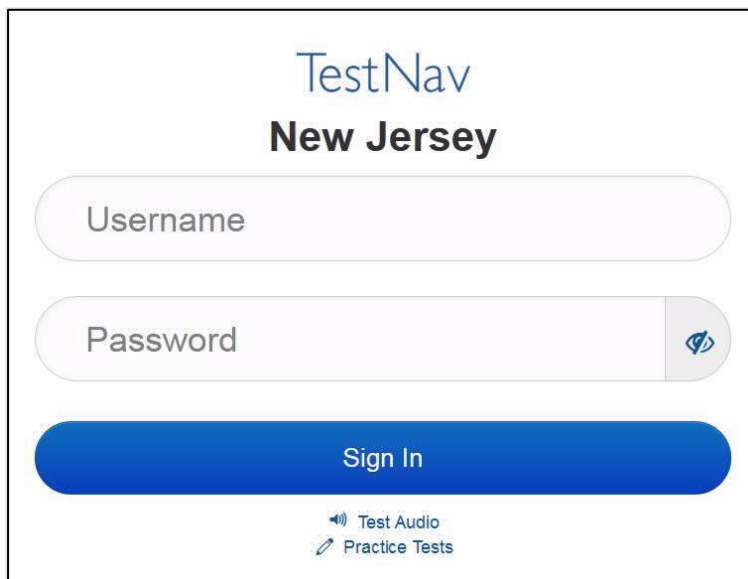 TestNav
New Jersey
Username
Password
Sign In
Test Audio
Practice Tests